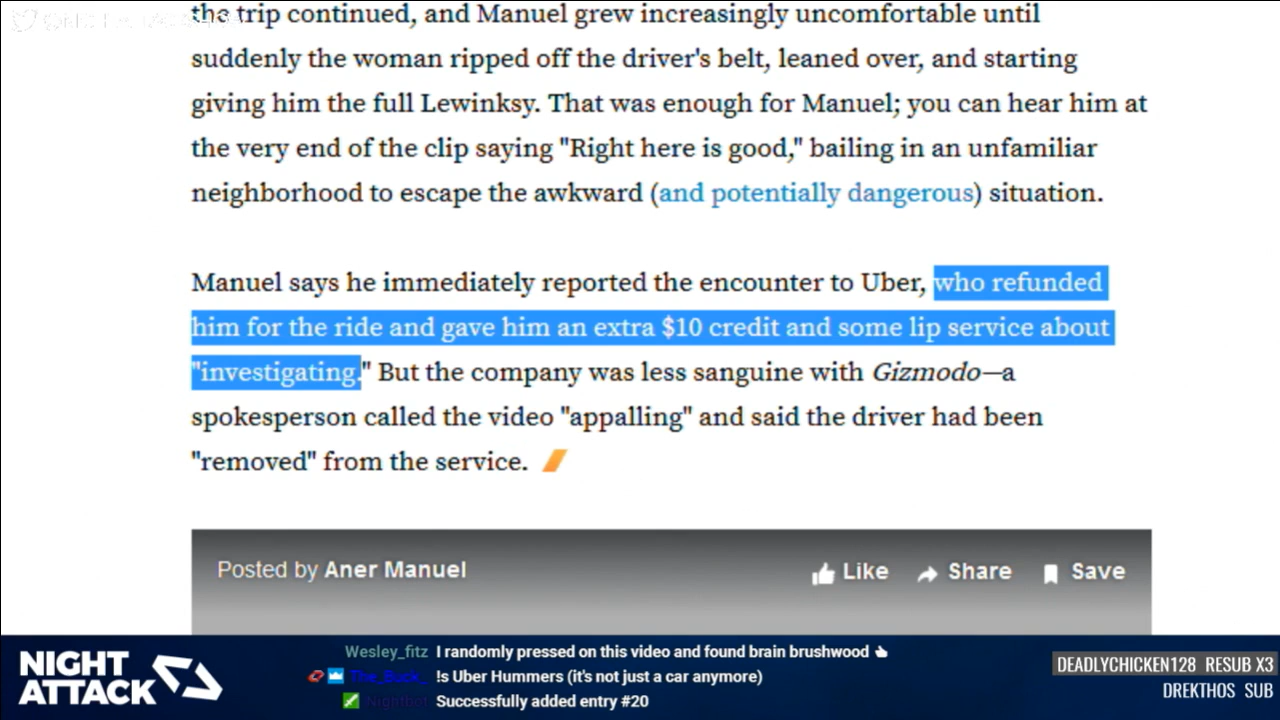 the trip continued, and Manuel grew increasingly uncomfortable until
suddenly the woman ripped off the driver's belt, leaned over, and starting
giving him the full Lewinksy. That was enough for Manuel; you can hear him at
the very end of the clip saying "Right here is good," bailing in an unfamiliar
neighborhood to escape the awkward (and potentially dangerous) situation.
Manuel says he immediately reported the encounter to Uber, who refunded
him for the ride and gave him an extra $10 credit and some lip service about
"investigating." But the company was less sanguine with Gizmodo—a
spokesperson called the video "appalling" and said the driver had been
"removed" from the service.
Posted by Aner Manuel
Like Share Save
NIGHT
ATTACK
Wesley_fitz I randomly pressed on this video and found brain brushwood
The_Buck_ !s Uber Hummers (it's not just a car anymore)
Nightbot Successfully added entry #20
DEADLYCHICKEN128 RESUB X3
DREKTHOS SUB